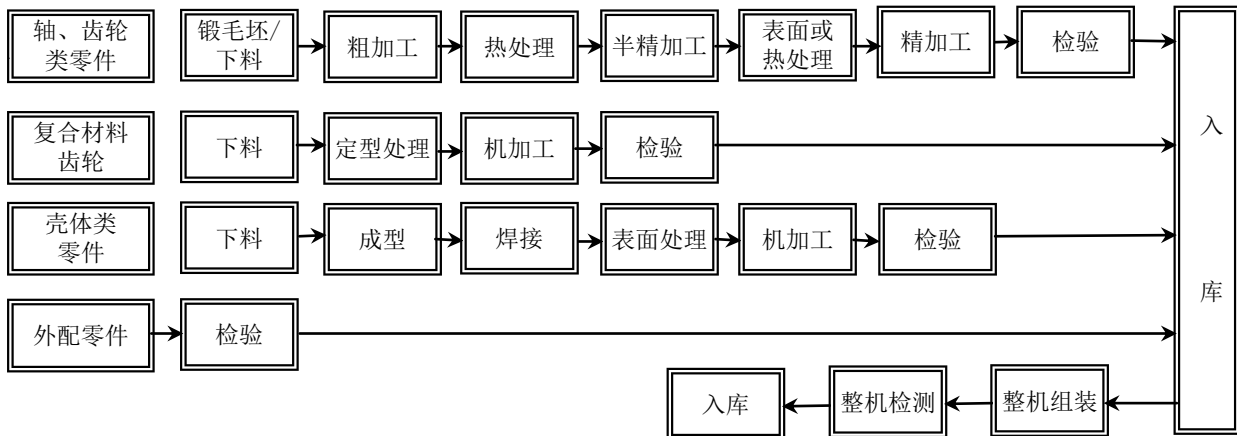 轴、齿轮
类零件
锻毛坯/
下料
粗加工
热处理
半精加工
表面或
热处理
精加工
检验
复合材料
齿轮
下料
定型处理
机加工
检验
壳体类
零件
下料
成型
焊接
表面处理
机加工
检验
外配零件
检验
入
库
整机组装
整机检测
入库